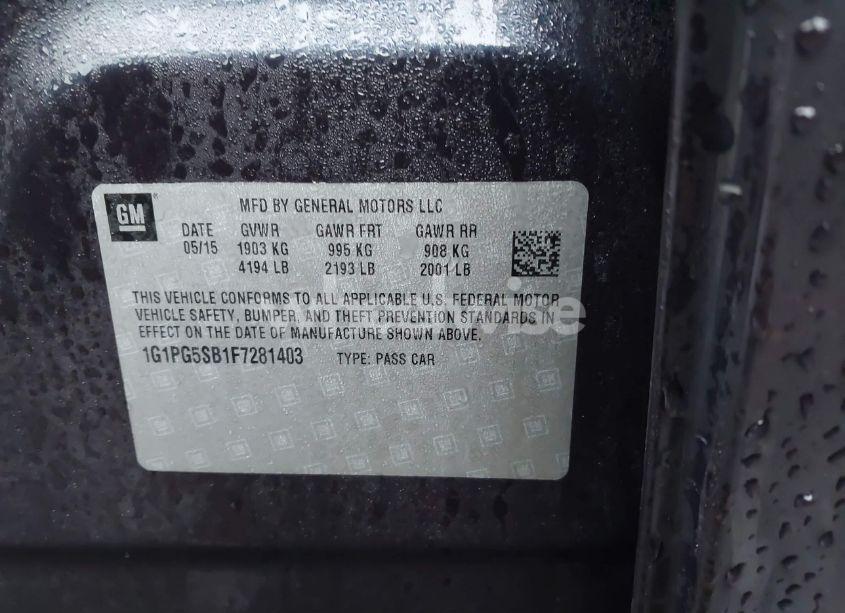 GM
MFD BY GENERAL MOTORS LLC
DATE GVWR GAWR FRT GAWR RR
05/15 1903 KG 995 KG 908 KG
4194 LB 2193 LB 2001 LB
THIS VEHICLE CONFORMS TO ALL APPLICABLE U.S. FEDERAL MOTOR
VEHICLE SAFETY, BUMPER, AND THEFT PREVENTION STANDARDS IN
EFFECT ON THE DATE OF MANUFACTURE SHOWN ABOVE.
1G1PG5SB1F7281403 TYPE: PASS CAR